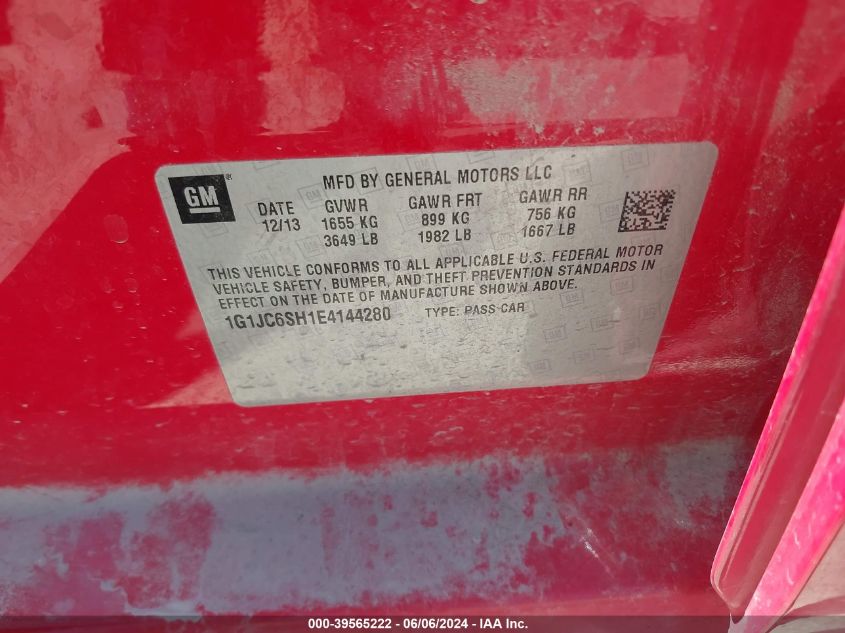 GM
MFD BY GENERAL MOTORS LLC
DATE GVWR GAWR FRT GAWR RR
12/13 1655 KG 899 KG 756 KG
3649 LB 1982 LB 1667 LB
THIS VEHICLE CONFORMS TO ALL APPLICABLE U.S. FEDERAL MOTOR
VEHICLE SAFETY, BUMPER, AND THEFT PREVENTION STANDARDS IN
EFFECT ON THE DATE OF MANUFACTURE SHOWN ABOVE.
1G1JC6SH1E4144280 TYPE: PASS CAR
000-39565222 - 06/06/2024 - IAA Inc.